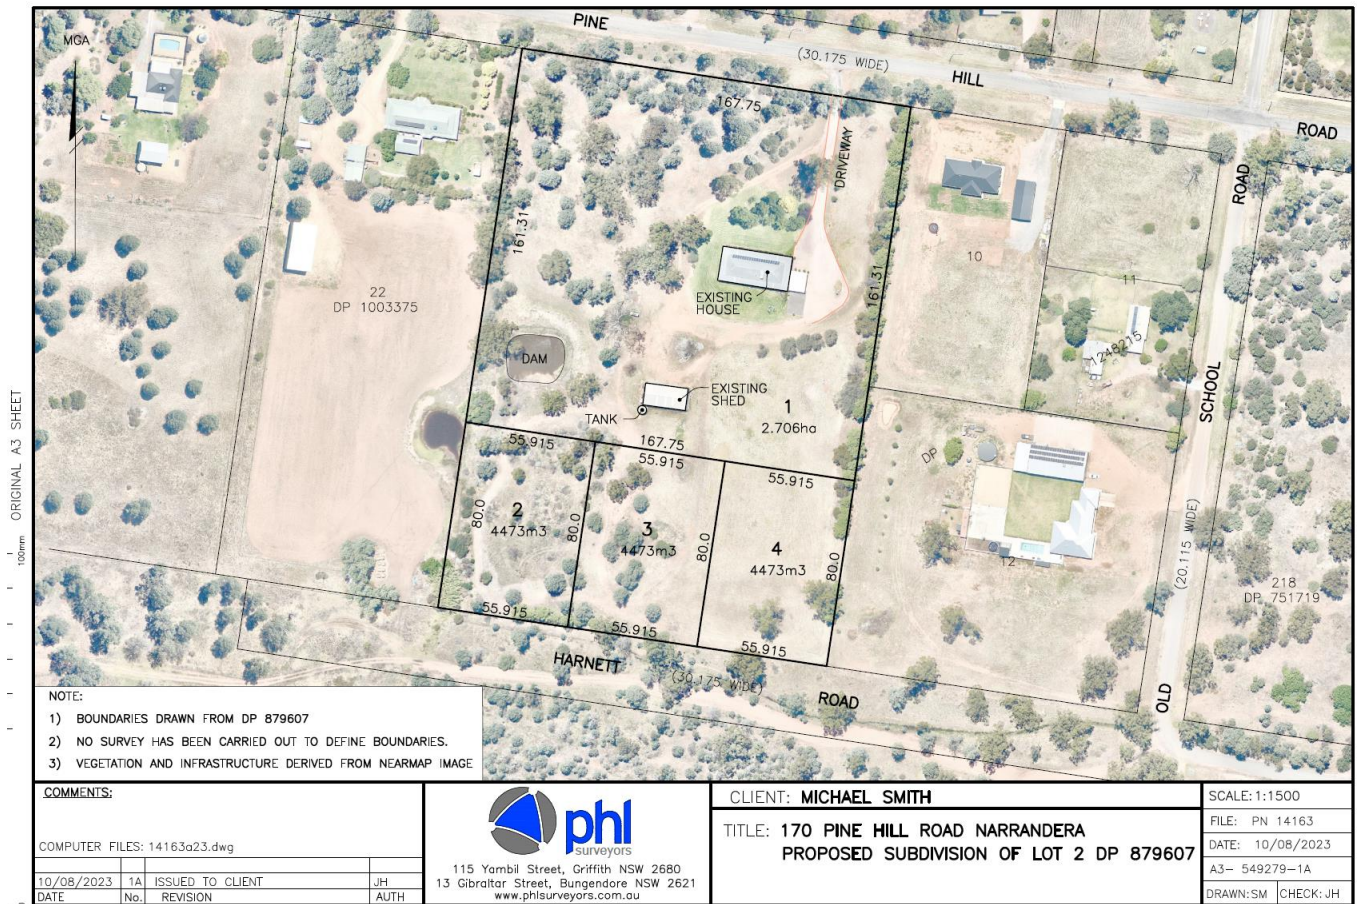 MGA
PINE
(30.175 WIDE)
HILL
ROAD
167.75
DRIVEWAY
161.31
161.31
ROAD
10
11
22
DP 1003375
EXISTING
HOUSE
DAM
EXISTING
SHED
TANK
1
2.706ha
1248215
SCHOOL
DP
55.915
167.75
55.915
55.915
80.0
2
4473m3
80.0
3
4473m3
80.0
4
4473m3
80.0
12
(20.115 WIDE)
218
DP 751719
55.915
55.915
55.915
HARNETT
(30.175 WIDE)
ROAD
OLD
ORIGINAL A3 SHEET
100mm
NOTE:
1) BOUNDARIES DRAWN FROM DP 879607
2) NO SURVEY HAS BEEN CARRIED OUT TO DEFINE BOUNDARIES.
3) VEGETATION AND INFRASTRUCTURE DERIVED FROM NEARMAP IMAGE
COMMENTS:
COMPUTER FILES: 14163a23.dwg
10/08/2023 1A ISSUED TO CLIENT JH
DATE No. REVISION AUTH
phl
surveyors
115 Yambil Street, Griffith NSW 2680
13 Gibraltar Street, Bungendore NSW 2621
www.phlsurveyors.com.au
CLIENT: MICHAEL SMITH
TITLE: 170 PINE HILL ROAD NARRANDERA
PROPOSED SUBDIVISION OF LOT 2 DP 879607
SCALE: 1:1500
FILE: PN 14163
DATE: 10/08/2023
A3- 549279-1A
DRAWN: SM CHECK: JH